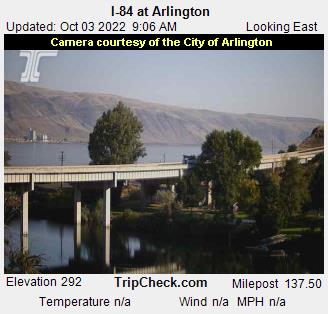 I-84 at Arlington
Updated: Oct 03 2022 9:06 AM Looking East
Camera courtesy of the City of Arlington
Elevation 292 TripCheck.com Milepost 137.50
Temperature n/a Wind n/a MPH n/a